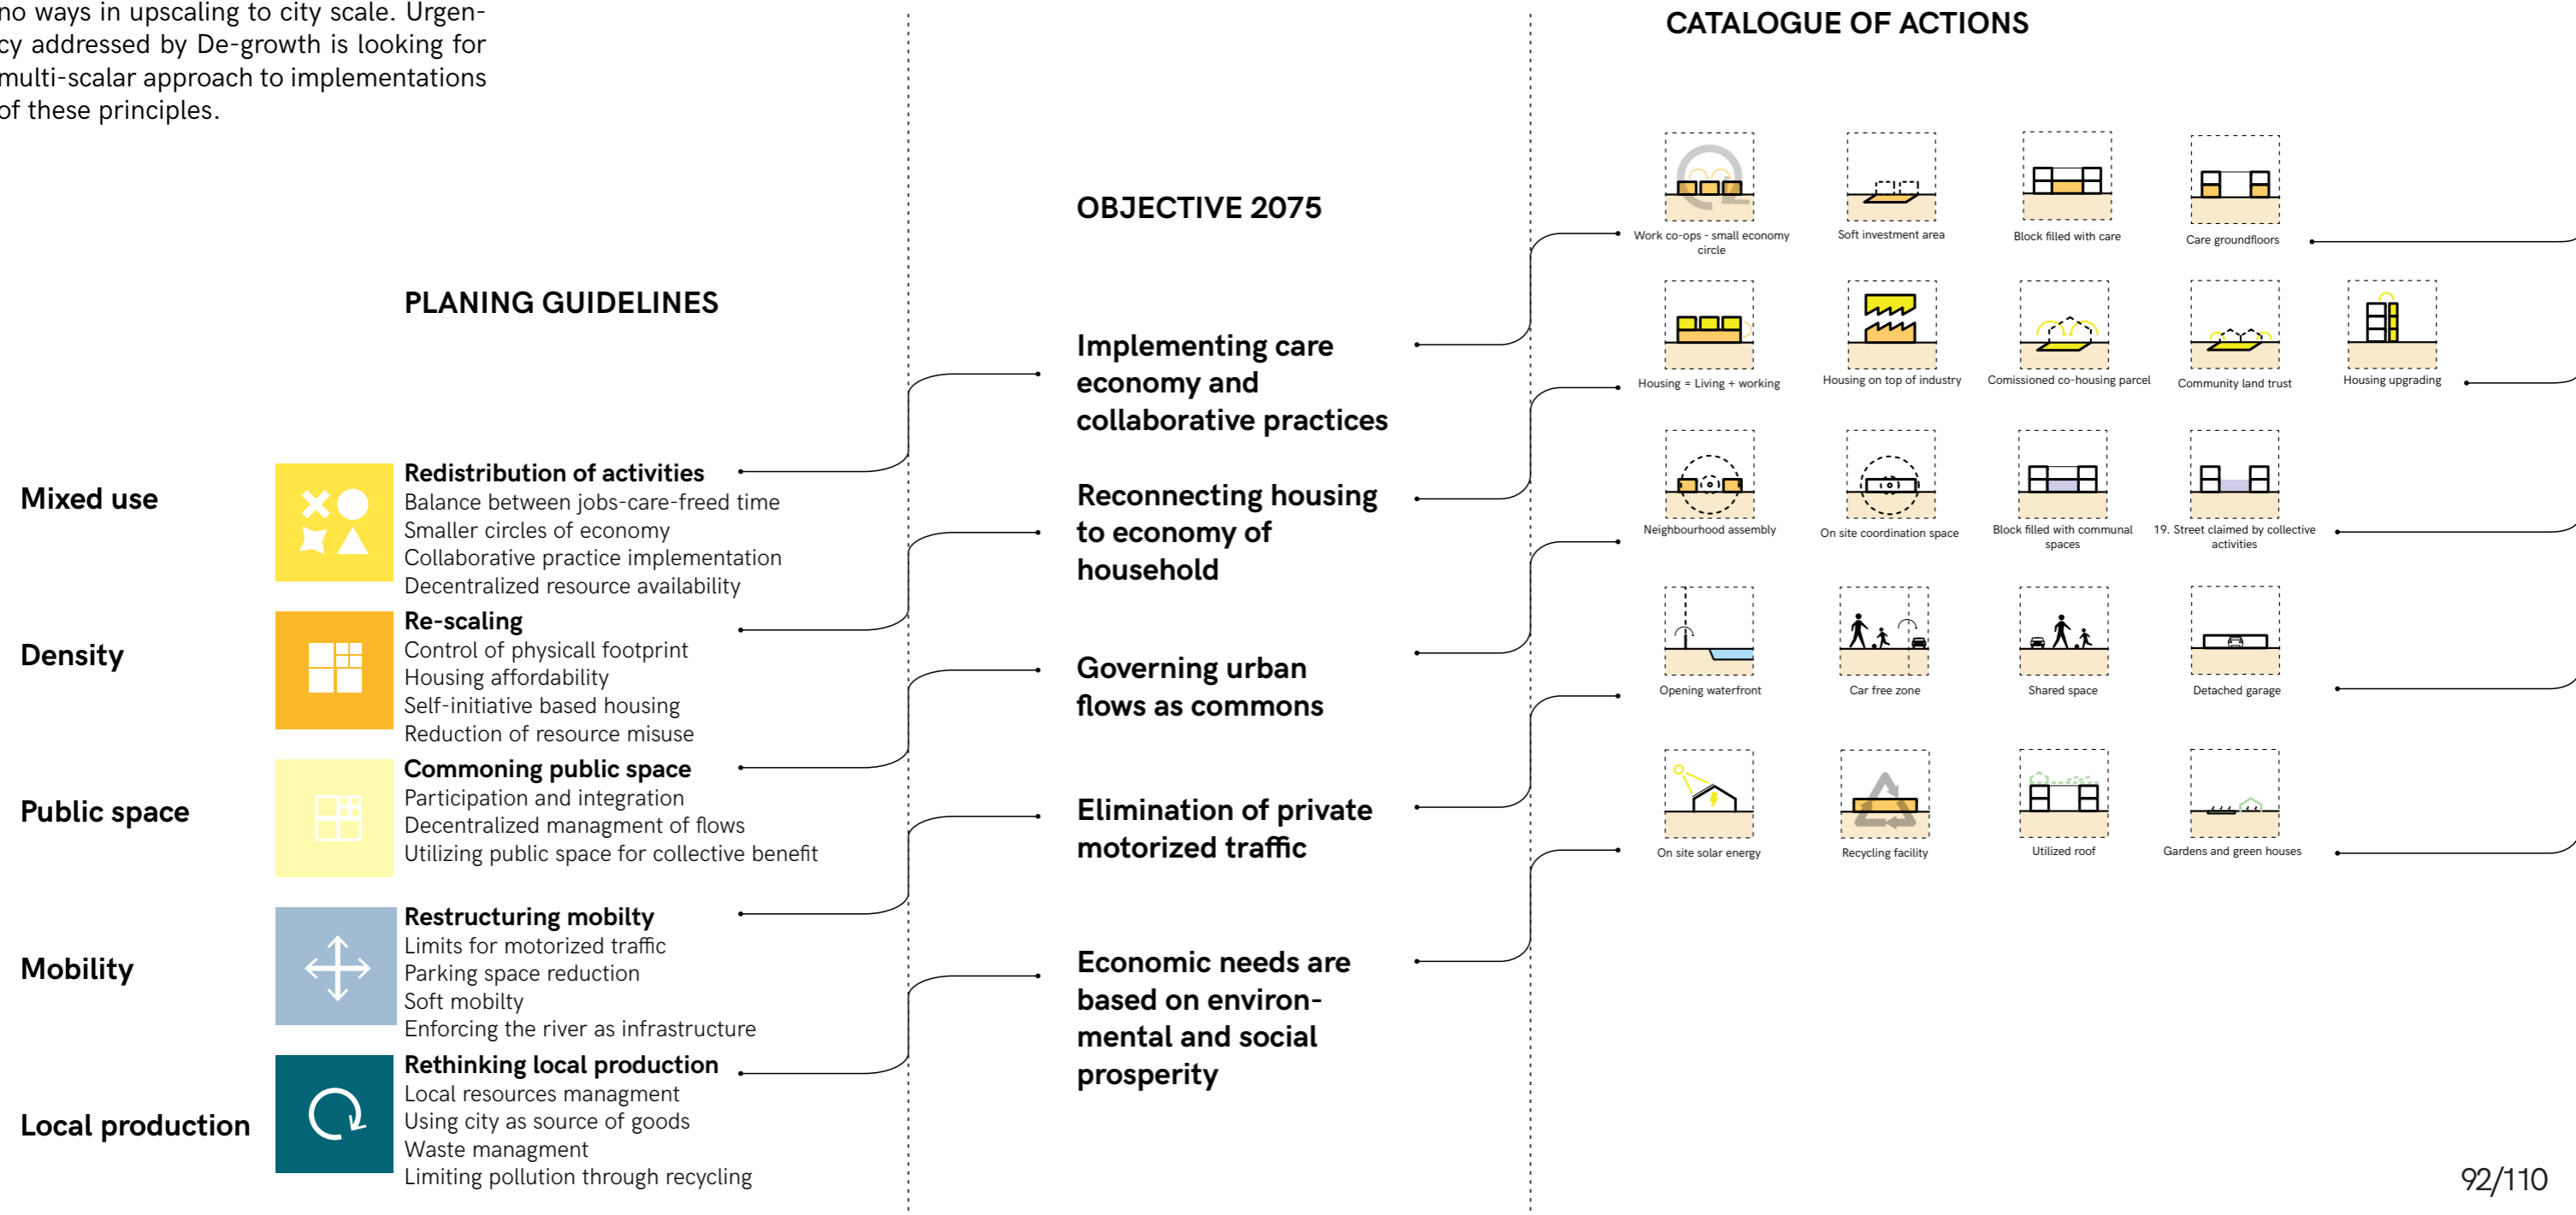 no ways in upscaling to city scale. Urgen-
cy addressed by De-growth is looking for
multi-scalar approach to implementations
of these principles.
PLANING GUIDELINES
Mixed use
Redistribution of activities
Balance between jobs-care-freed time
Smaller circles of economy
Collaborative practice implementation
Decentralized resource availability
Density
Re-scaling
Control of physicall footprint
Housing affordability
Self-initiative based housing
Reduction of resource misuse
Public space
Commoning public space
Participation and integration
Decentralized managment of flows
Utilizing public space for collective benefit
Mobility
Restructuring mobilty
Limits for motorized traffic
Parking space reduction
Soft mobilty
Enforcing the river as infrastructure
Local production
Rethinking local production
Local resources managment
Using city as source of goods
Waste managment
Limiting pollution through recycling
OBJECTIVE 2075
Implementing care
economy and
collaborative practices
Reconnecting housing
to economy of
household
Governing urban
flows as commons
Elimination of private
motorized traffic
Economic needs are
based on environ-
mental and social
prosperity
CATALOGUE OF ACTIONS
Work co-ops - small economy
circle
Soft investment area
Block filled with care
Care groundfloors
Housing = Living + working
Housing on top of industry
Comissioned co-housing parcel
Community land trust
Housing upgrading
Neighbourhood assembly
On site coordination space
Block filled with communal
spaces
19. Street claimed by collective
activities
Opening waterfront
Car free zone
Shared space
Detached garage
On site solar energy
Recycling facility
Utilized roof
Gardens and green houses
92/110